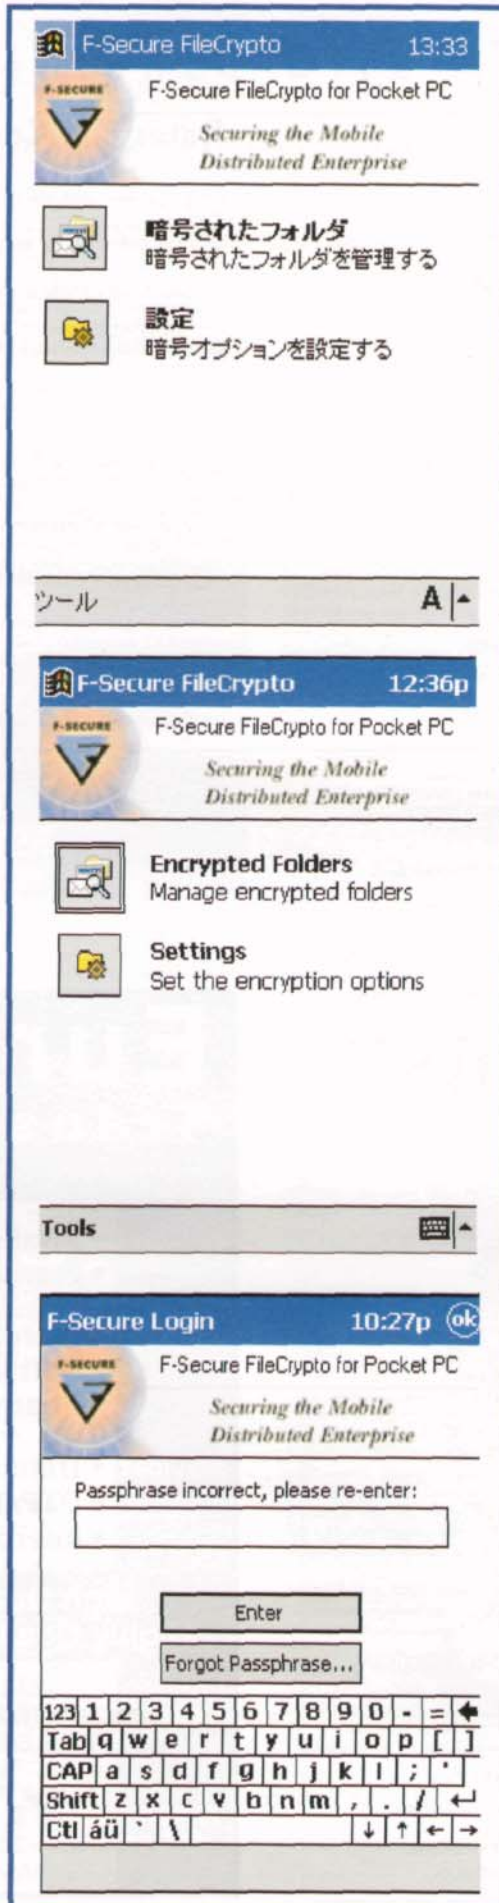 F-Secure FileCrypto 13:33
F-SECURE
F-Secure FileCrypto for Pocket PC
Securing the Mobile
Distributed Enterprise
暗号されたフォルダ
暗号されたフォルダを管理する
設定
暗号オプションを設定する
ツール A
F-Secure FileCrypto 12:36p
F-SECURE
F-Secure FileCrypto for Pocket PC
Securing the Mobile
Distributed Enterprise
Encrypted Folders
Manage encrypted folders
Settings
Set the encryption options
Tools
F-Secure Login 10:27p ok
F-SECURE
F-Secure FileCrypto for Pocket PC
Securing the Mobile
Distributed Enterprise
Passphrase incorrect, please re-enter:
Enter
Forgot Passphrase...
123 1 2 3 4 5 6 7 8 9 0 - = ←
Tab q w e r t y u i o p [ ]
CAP a s d f g h j k l ; '
Shift z x c v b n m , . / ↵
Ctl áü ` \ ↓ ↑ ← →